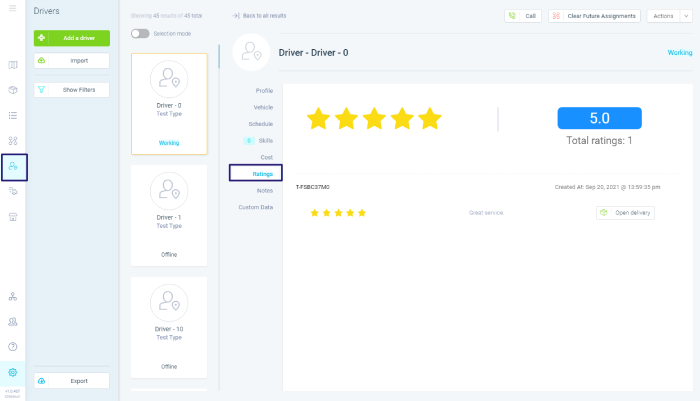 Drivers
Add a driver
Import
Show Filters
Export
Showing 45 results of 45 total
Selection mode
Driver - 0
Test Type
Working
Driver - 1
Test Type
Offline
Driver - 10
Test Type
Offline
Back to all results
Call
Clear Future Assignments
Actions
Driver - Driver - 0
Working
Profile
Vehicle
Schedule
0 Skills
Cost
Ratings
Notes
Custom Data
5.0
Total ratings: 1
Created At: Sep 20, 2021 @ 13:59:35 pm
Great service.
Open delivery